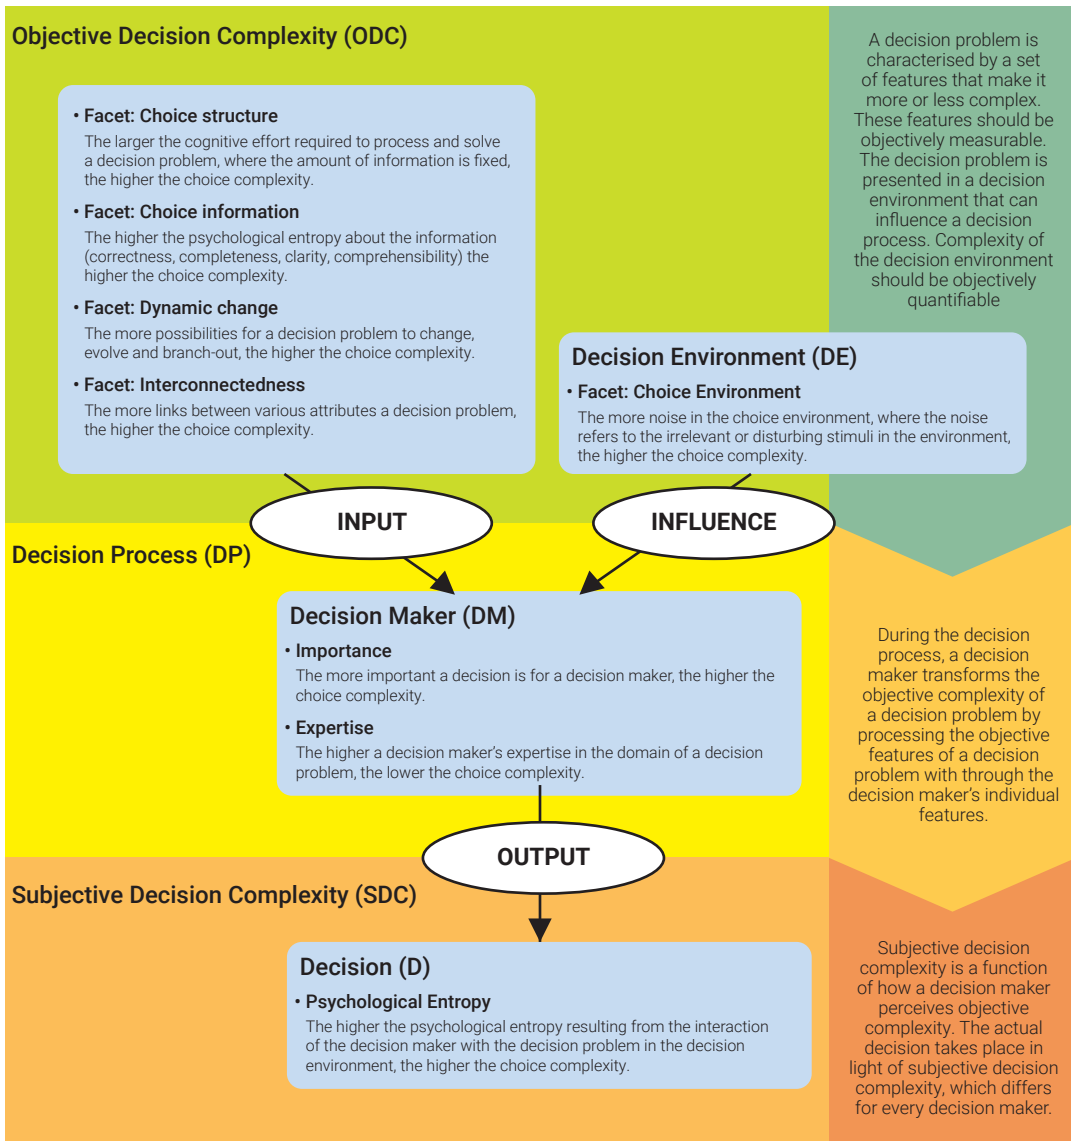 Objective Decision Complexity (ODC)
• Facet: Choice structure
The larger the cognitive effort required to process and solve
a decision problem, where the amount of information is fixed,
the higher the choice complexity.
• Facet: Choice information
The higher the psychological entropy about the information
(correctness, completeness, clarity, comprehensibility) the
higher the choice complexity.
• Facet: Dynamic change
The more possibilities for a decision problem to change,
evolve and branch-out, the higher the choice complexity.
• Facet: Interconnectedness
The more links between various attributes a decision problem,
the higher the choice complexity.
Decision Environment (DE)
• Facet: Choice Environment
The more noise in the choice environment, where the noise
refers to the irrelevant or disturbing stimuli in the environment,
the higher the choice complexity.
A decision problem is
characterised by a set
of features that make it
more or less complex.
These features should be
objectively measurable.
The decision problem is
presented in a decision
environment that can
influence a decision
process. Complexity of
the decision environment
should be objectively
quantifiable
INPUT
INFLUENCE
Decision Process (DP)
Decision Maker (DM)
• Importance
The more important a decision is for a decision maker, the higher the
choice complexity.
• Expertise
The higher a decision maker's expertise in the domain of a decision
problem, the lower the choice complexity.
During the decision
process, a decision
maker transforms the
objective complexity of
a decision problem by
processing the objective
features of a decision
problem with through the
decision maker's individual
features.
OUTPUT
Subjective Decision Complexity (SDC)
Decision (D)
• Psychological Entropy
The higher the psychological entropy resulting from the interaction
of the decision maker with the decision problem in the decision
environment, the higher the choice complexity.
Subjective decision
complexity is a function
of how a decision maker
perceives objective
complexity. The actual
decision takes place in
light of subjective decision
complexity, which differs
for every decision maker.